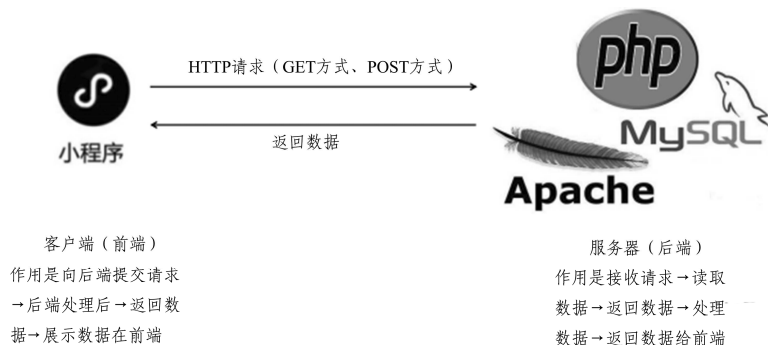 HTTP请求（GET方式、POST方式）
返回数据
小程序
php
MySQL
Apache
客户端（前端）
作用是向后端提交请求
→后端处理后→返回数
据→展示数据在前端
服务器（后端）
作用是接收请求→读取
数据→返回数据→处理
数据→返回数据给前端